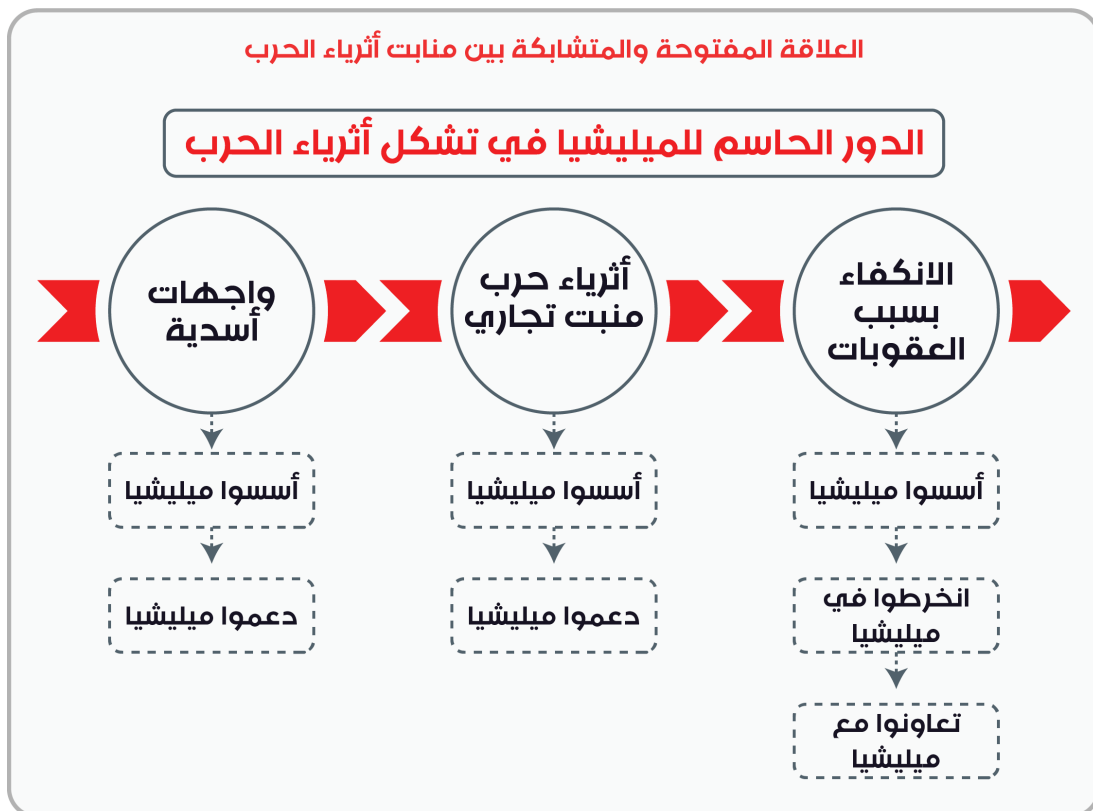 العلاقة المفتوحة والمتشابكة بين منابت أثرياء الحرب
الدور الحاسم للميليشيا في تشكل أثرياء الحرب
الانكفاء
بسبب
العقوبات
أسسوا ميليشيا
انخرطوا في
ميليشيا
تعاونوا مع
ميليشيا
أثرياء حرب
منبت تجاري
أسسوا ميليشيا
دعموا ميليشيا
واجهات
أسدية
أسسوا ميليشيا
دعموا ميليشيا